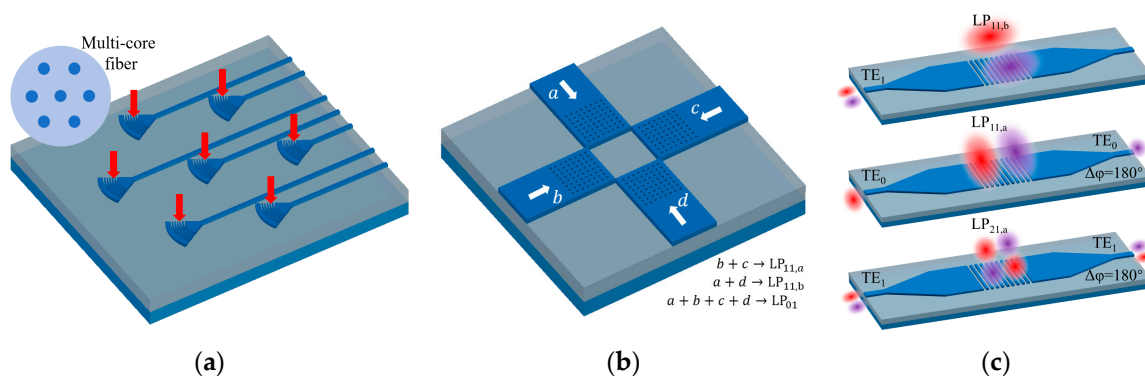 Multi-core
fiber
(a)
a
c
b
d
b + c → LP11,a
a + d → LP11,b
a + b + c + d → LP01
(b)
LP11,b
TE1
LP11,a
TE0
TE0
Δφ=180°
LP21,a
TE1
TE1
Δφ=180°
(c)